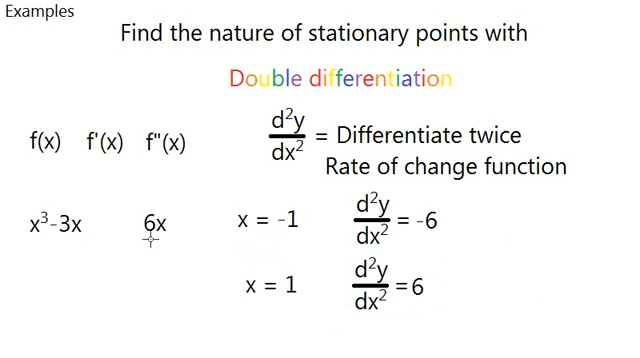 Examples
Find the nature of stationary points with
Double differentiation
f(x) f'(x) f"(x)
d²y/dx² = Differentiate twice
Rate of change function
x³-3x 6x x = -1 d²y/dx² = -6
x = 1 d²y/dx² = 6